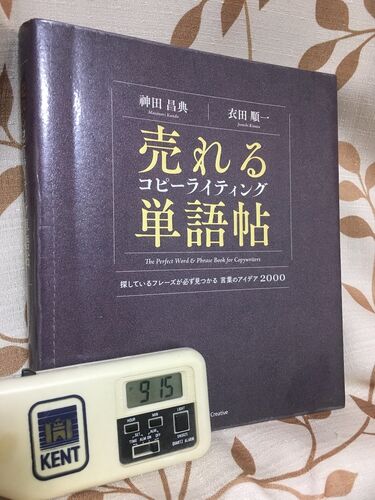 神田 昌典
Masanori Kanda
衣田 順一
Junichi Kinuta
売れる
コピーライティング
単語帖
The Perfect Word & Phrase Book for Copywriters
探しているフレーズが必ず見つかる 言葉のアイデア2000
Creative
9:15
HOUR
MIN
LIGHT
KENT
QUARTZ ALARM